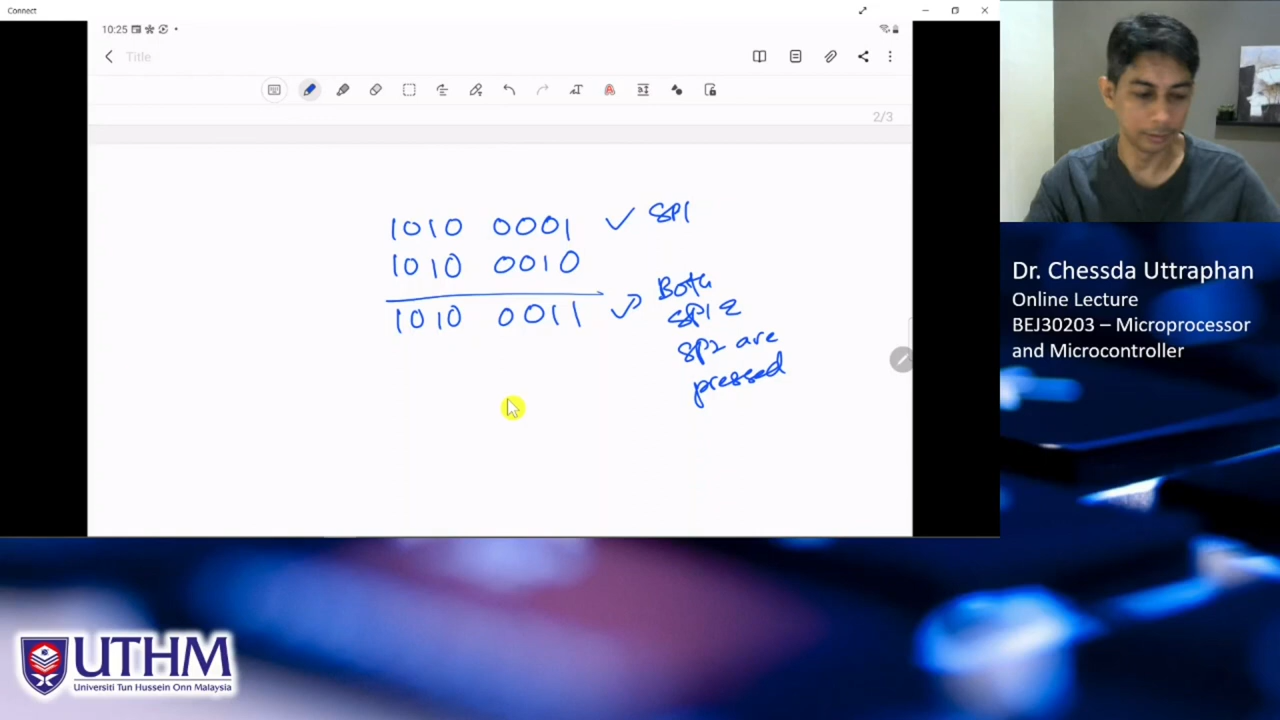 Connect
10:25
Title
2/3
1010 0001 ✓ SP1
1010 0010
1010 0011 ✓ Both
SP1 &
SP2 are
pressed
Dr. Chessda Uttraphan
Online Lecture
BEJ30203 – Microprocessor
and Microcontroller
UTHM
Universiti Tun Hussein Onn Malaysia